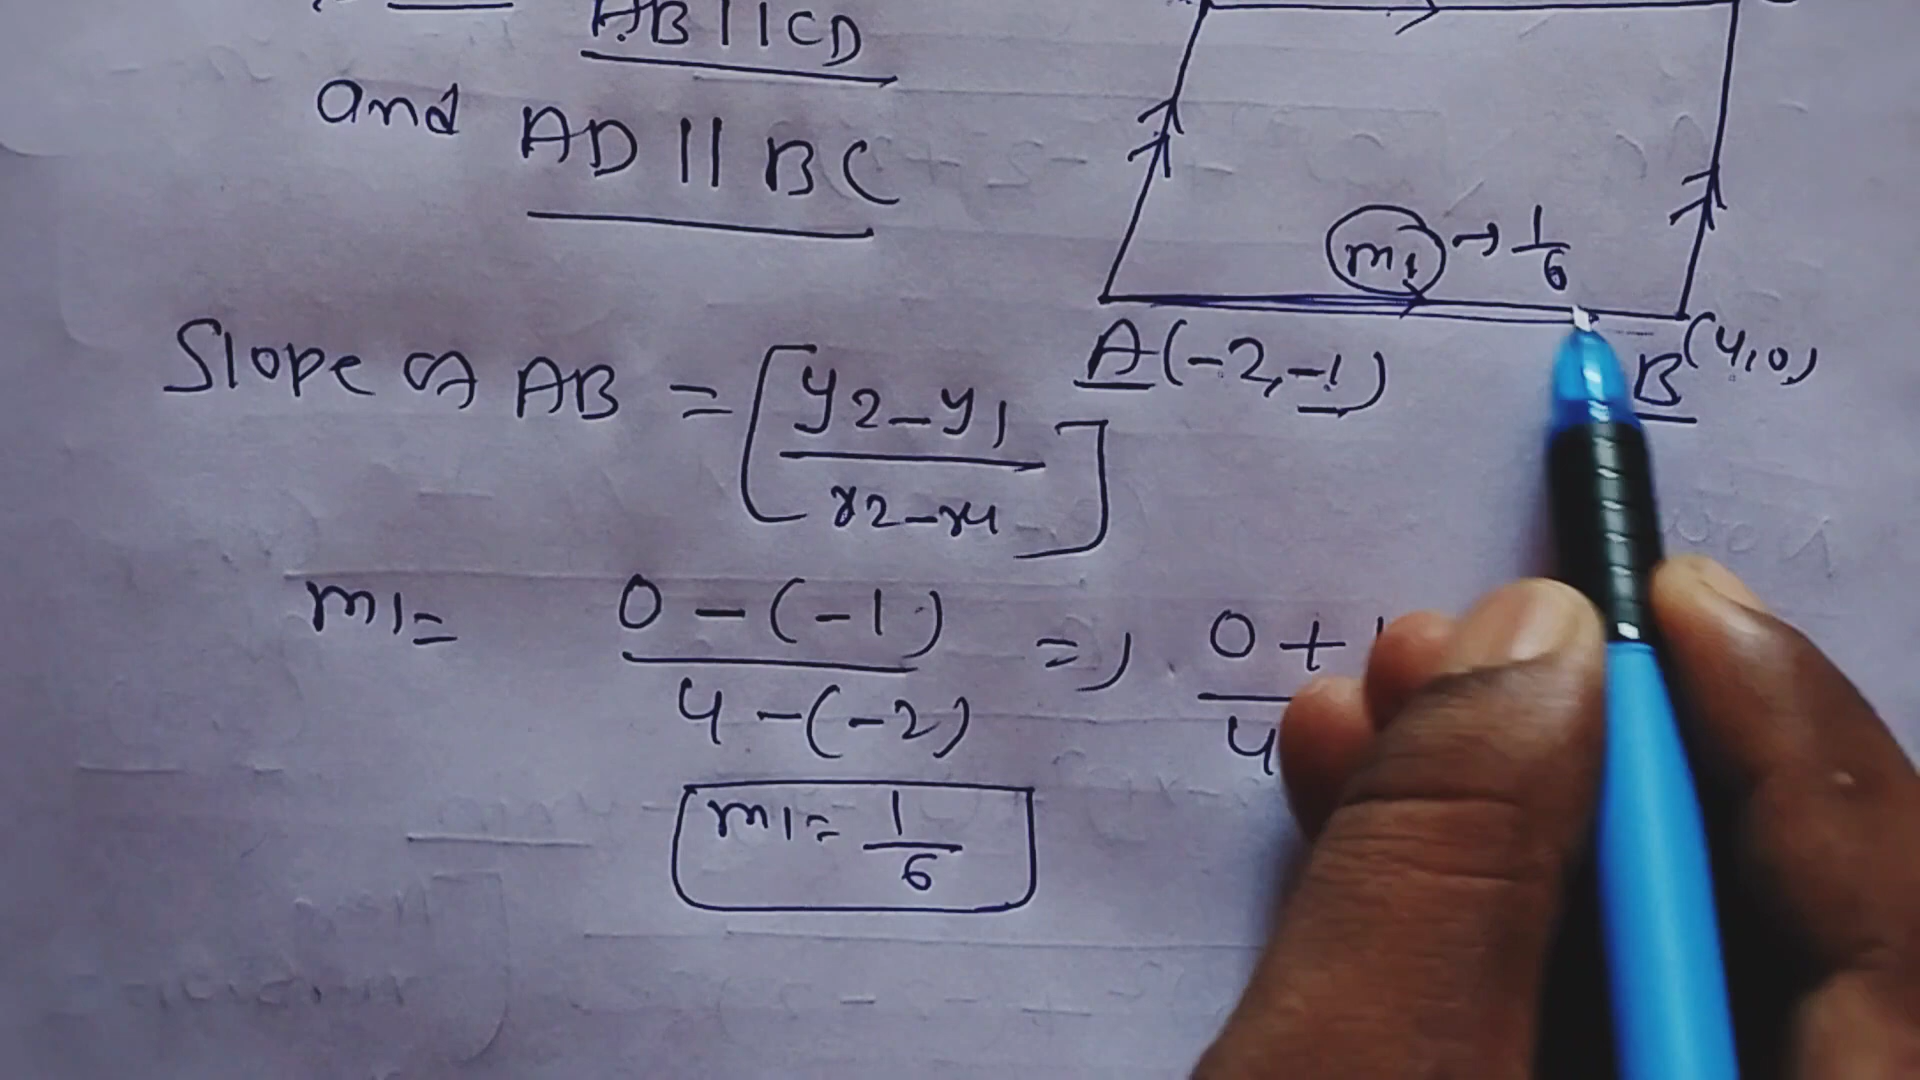 AB || CD
and AD || BC
m1 → 1/6
A(-2,-1) B(4,0)
Slope of AB = [y2-y1 / x2-x1]
m1= 0-(-1) / 4-(-2) => 0+ / 4
m1= 1/6